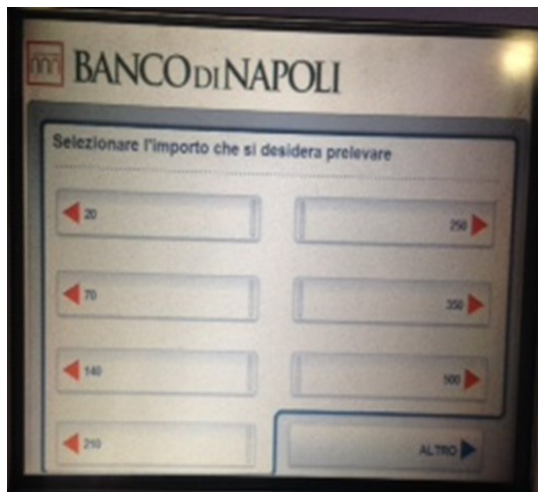 BANCO DI NAPOLI
Selezionare l'importo che si desidera prelevare
20
250
70
350
140
500
210
ALTRO